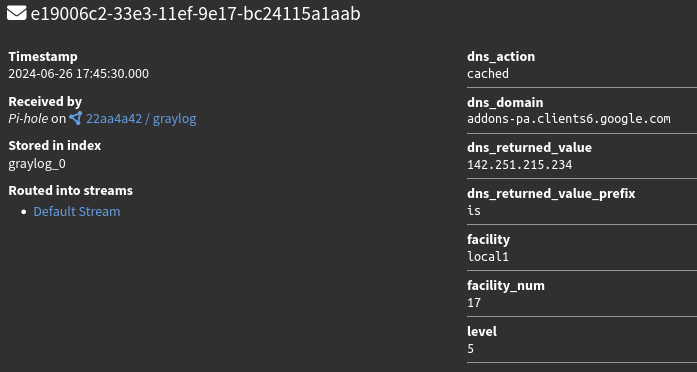 e19006c2-33e3-11ef-9e17-bc24115a1aab
Timestamp
2024-06-26 17:45:30.000
Received by
Pi-hole on 22aa4a42 / graylog
Stored in index
graylog_0
Routed into streams
• Default Stream
dns_action
cached
dns_domain
addons-pa.clients6.google.com
dns_returned_value
142.251.215.234
dns_returned_value_prefix
is
facility
local1
facility_num
17
level
5